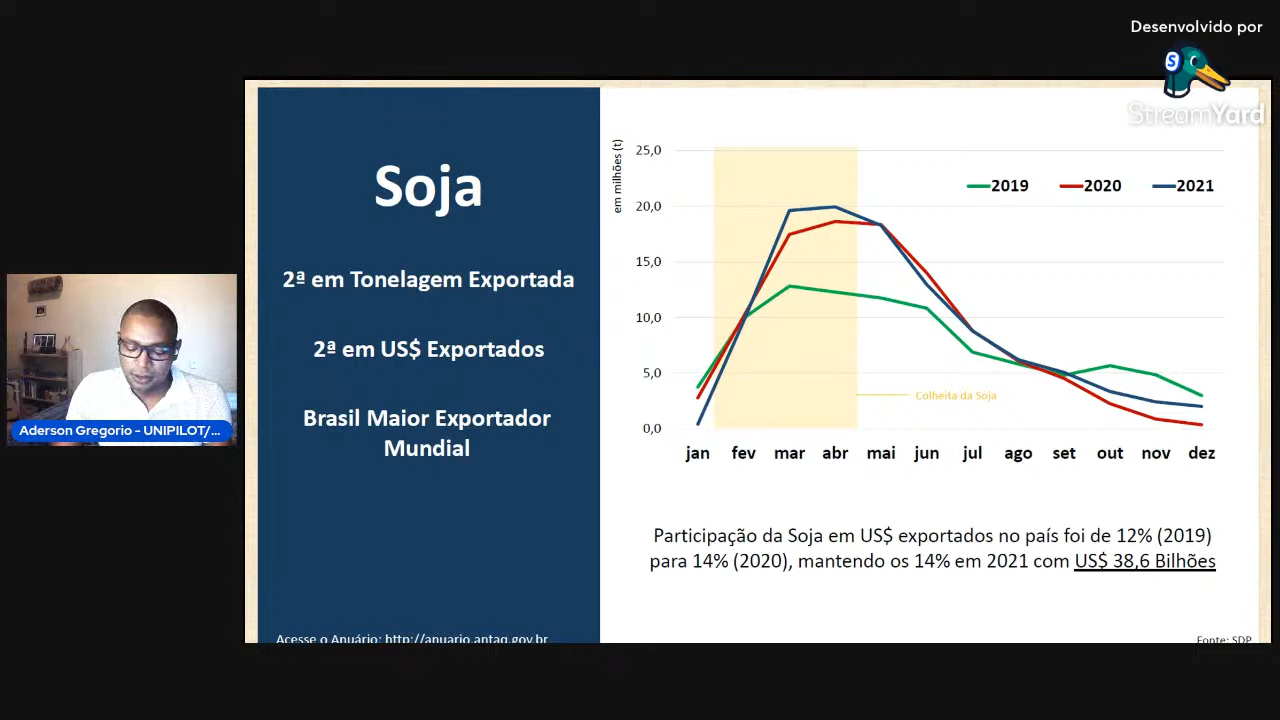 Desenvolvido por
StreamYard
Soja
2ª em Tonelagem Exportada
2ª em US$ Exportados
Brasil Maior Exportador
Mundial
Acesse o Anuário: http://anuario.antaq.gov.br
em milhões (t)
25,0
20,0
15,0
10,0
5,0
0,0
2019 2020 2021
Colheita da Soja
jan fev mar abr mai jun jul ago set out nov dez
Participação da Soja em US$ exportados no país foi de 12% (2019)
para 14% (2020), mantendo os 14% em 2021 com US$ 38,6 Bilhões
Fonte: SDP
Aderson Gregorio - UNIPILOT/...